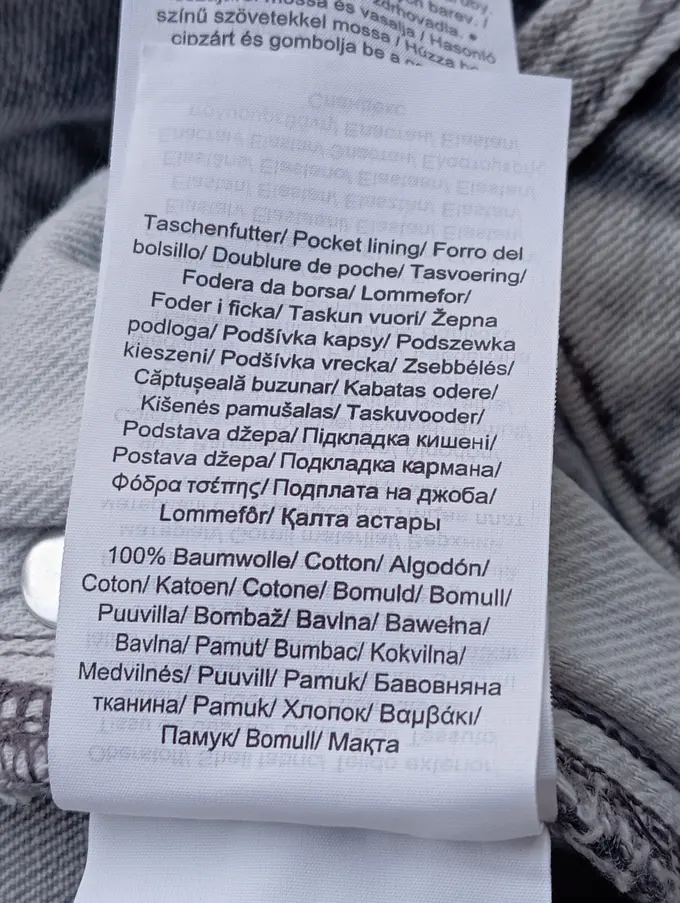 színű szövetekkel mossa / Húzza
cipzárt és gombolja be a
Taschenfutter/ Pocket lining/ Forro del
bolsillo/ Doublure de poche/ Tasvoering/
Fodera da borsa/ Lommefor/
Foder i ficka/ Taskun vuori/ Žepna
podloga/ Podšívka kapsy/ Podszewka
kieszeni/ Podšívka vrecka/ Zsebbélés/
Căptușeală buzunar/ Kabatas odere/
Kišenės pamušalas/ Taskuvooder/
Podstava džepa/ Підкладка кишені/
Postava džepa/ Подкладка кармана/
Φόδρα τσέπης/ Подплата на джоба/
Lommefôr/ Қалта астары
100% Baumwolle/ Cotton/ Algodón/
Coton/ Katoen/ Cotone/ Bomuld/ Bomull/
Puuvilla/ Bombaž/ Bavlna/ Bawełna/
Bavlna/ Pamut/ Bumbac/ Kokvilna/
Medvilnės/ Puuvill/ Pamuk/ Бавовняна
тканина/ Pamuk/ Хлопок/ Βαμβάκι/
Памук/ Bomull/ Мақта